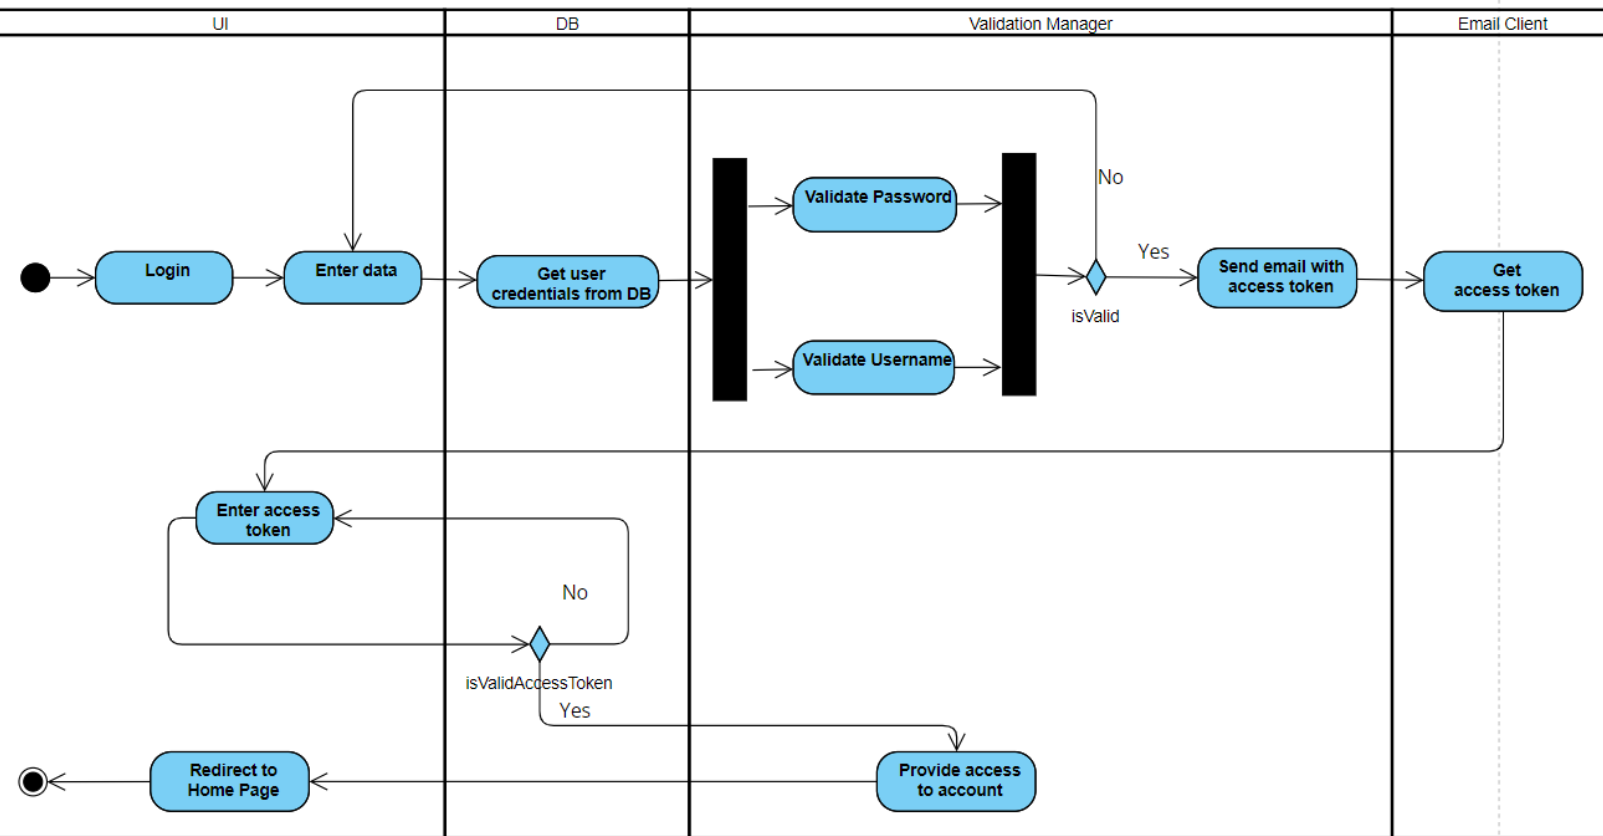 UI
DB
Validation Manager
Email Client
No
Validate Password
Yes
Login
Enter data
Get user
credentials from DB
Send email with
access token
Get
access token
isValid
Validate Username
Enter access
token
No
isValidAccessToken
Yes
Redirect to
Home Page
Provide access
to account